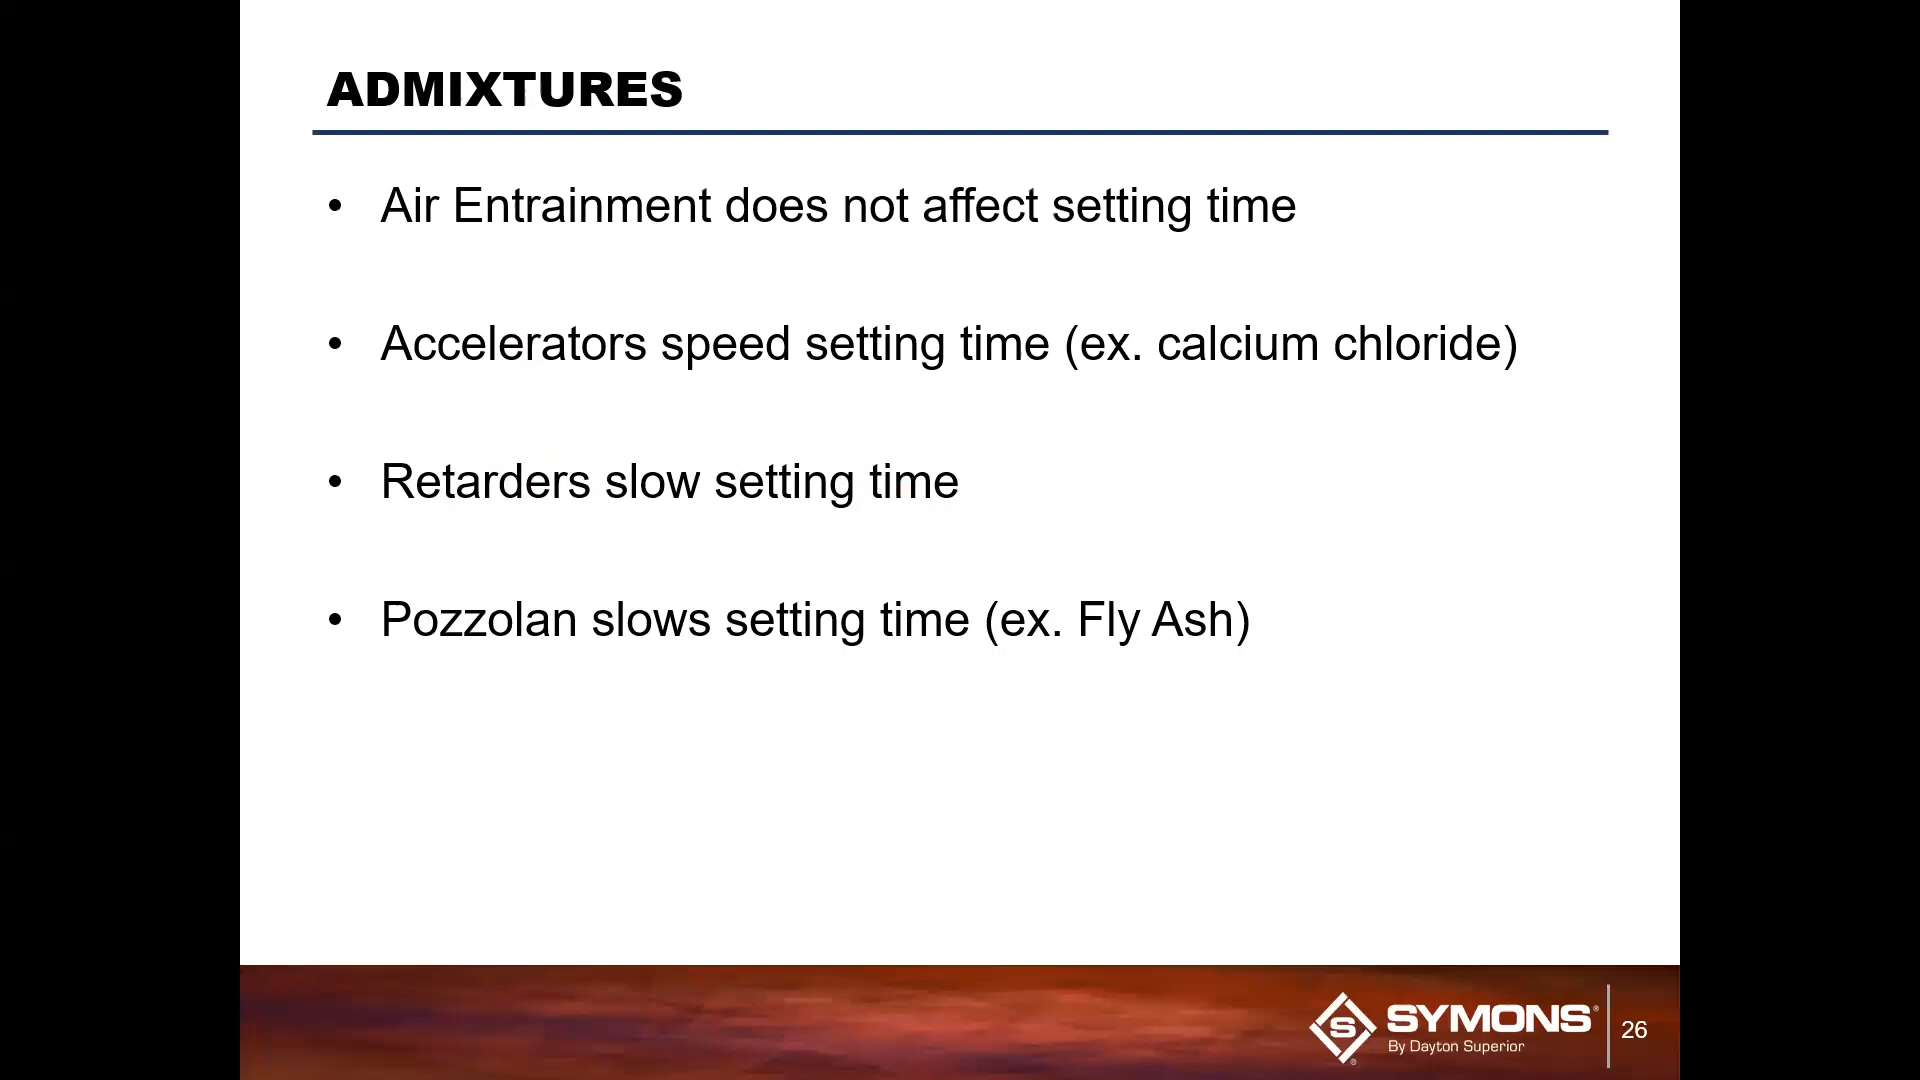 ADMIXTURES
• Air Entrainment does not affect setting time
• Accelerators speed setting time (ex. calcium chloride)
• Retarders slow setting time
• Pozzolan slows setting time (ex. Fly Ash)
S SYMONS®
By Dayton Superior
®
26